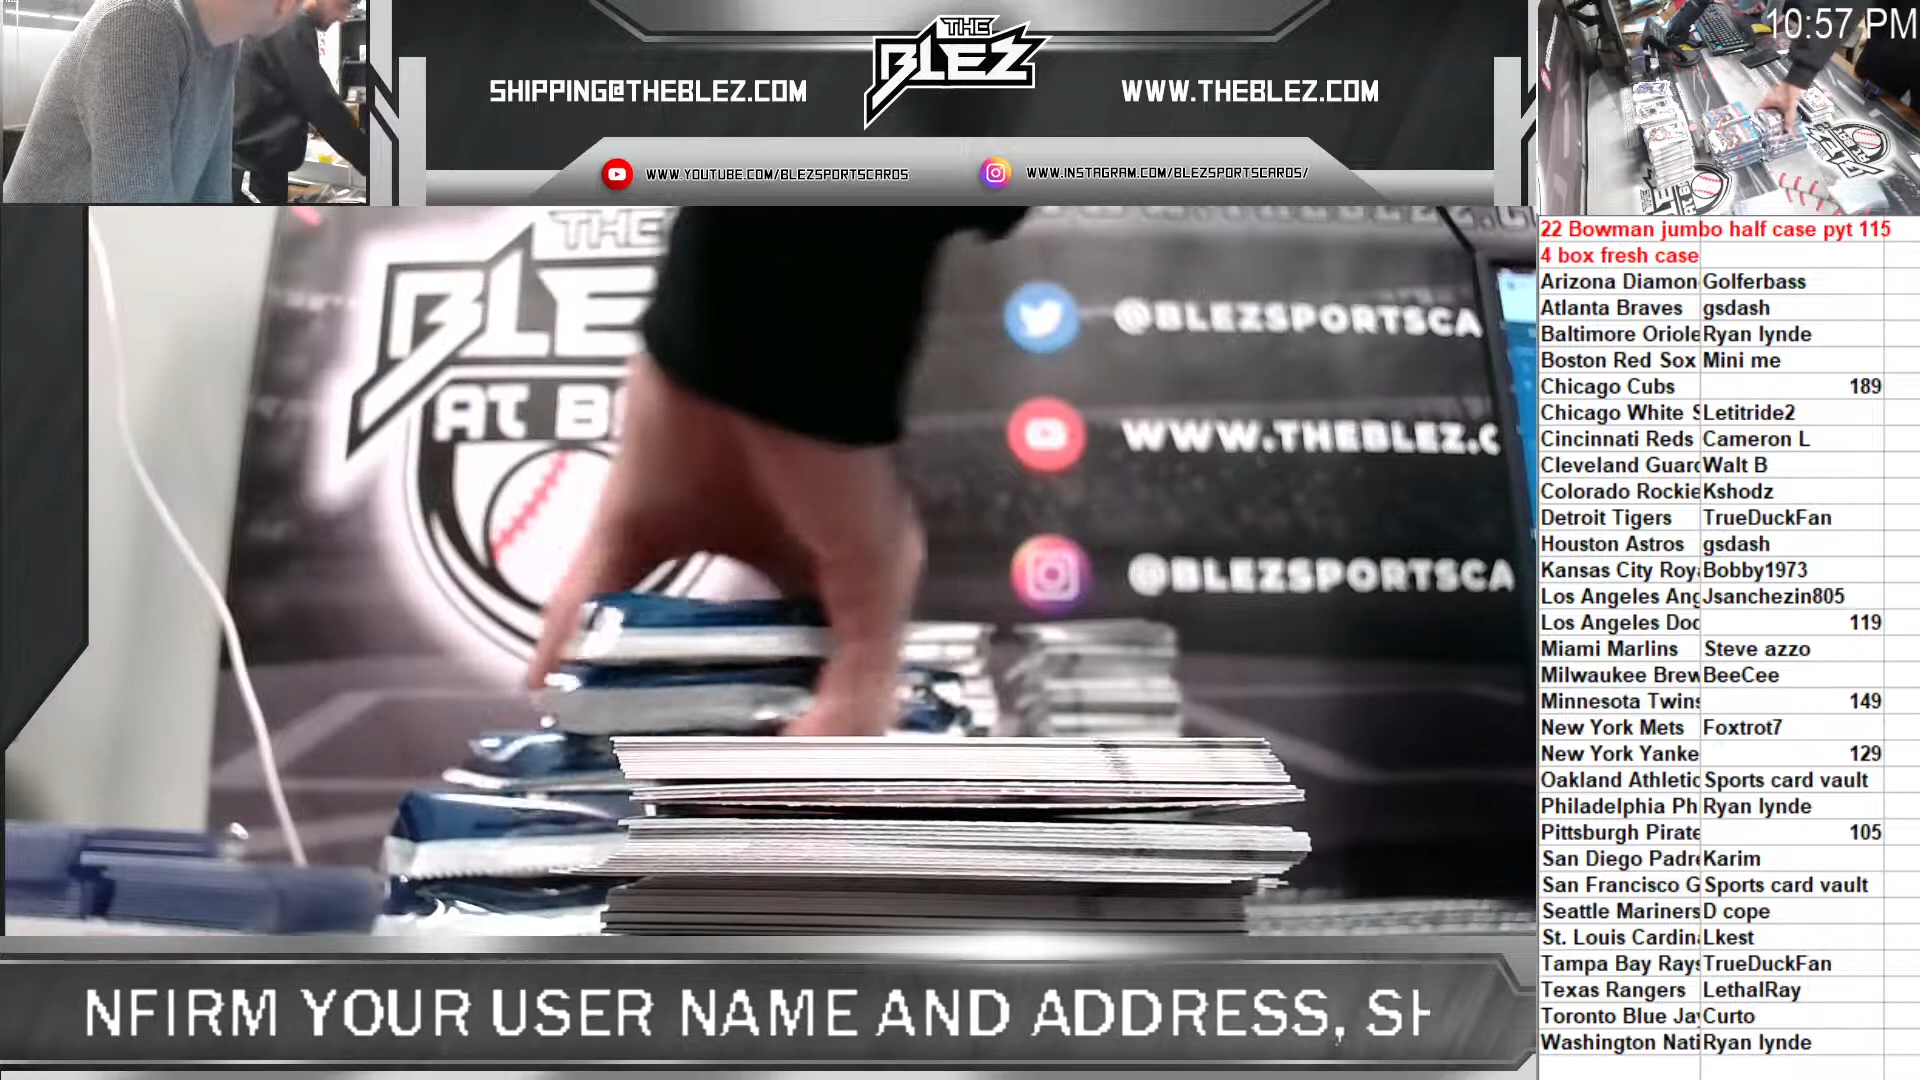 THE
BLEZ
SHIPPING@THEBLEZ.COM
WWW.THEBLEZ.COM
WWW.YOUTUBE.COM/BLEZSPORTSCARDS
WWW.INSTAGRAM.COM/BLEZSPORTSCARDS/
10:57 PM
THE
BLE
AT B
@BLEZSPORTSCA
WWW.THEBLEZ.C
@BLEZSPORTSCA
22 Bowman jumbo half case pyt 115
4 box fresh case
Arizona Diamon Golferbass
Atlanta Braves gsdash
Baltimore Oriole Ryan lynde
Boston Red Sox Mini me
Chicago Cubs 189
Chicago White S Letitride2
Cincinnati Reds Cameron L
Cleveland Guard Walt B
Colorado Rockie Kshodz
Detroit Tigers TrueDuckFan
Houston Astros gsdash
Kansas City Roya Bobby1973
Los Angeles Ang Jsanchezin805
Los Angeles Dod 119
Miami Marlins Steve azzo
Milwaukee Brew BeeCee
Minnesota Twins 149
New York Mets Foxtrot7
New York Yanke 129
Oakland Athletic Sports card vault
Philadelphia Ph Ryan lynde
Pittsburgh Pirate 105
San Diego Padre Karim
San Francisco G Sports card vault
Seattle Mariners D cope
St. Louis Cardina Lkest
Tampa Bay Rays TrueDuckFan
Texas Rangers LethalRay
Toronto Blue Jay Curto
Washington Nati Ryan lynde
NFIRM YOUR USER NAME AND ADDRESS, SH